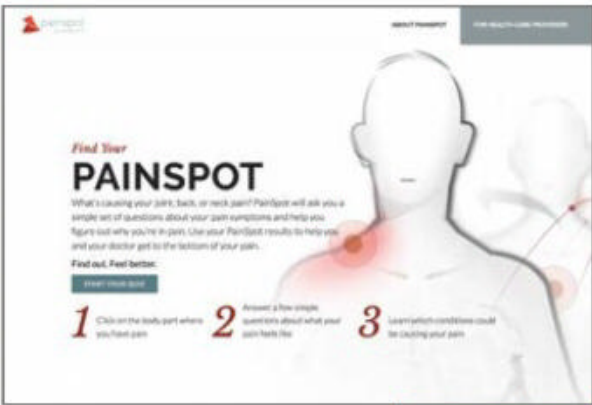 painspot
ABOUT PAINSPOT
FOR HEALTH CARE PROVIDERS
Find Your
PAINSPOT
What's causing your joint, back, or neck pain? PainSpot will ask you a
simple set of questions about your pain symptoms and help you
figure out why you're in pain. Use your PainSpot results to help you
and your doctor get to the bottom of your pain.
Find out. Feel better.
START YOUR QUIZ
1 Click on the body part where
you have pain
2 Answer a few simple
questions about what your
pain feels like
3 Learn which conditions could
be causing your pain